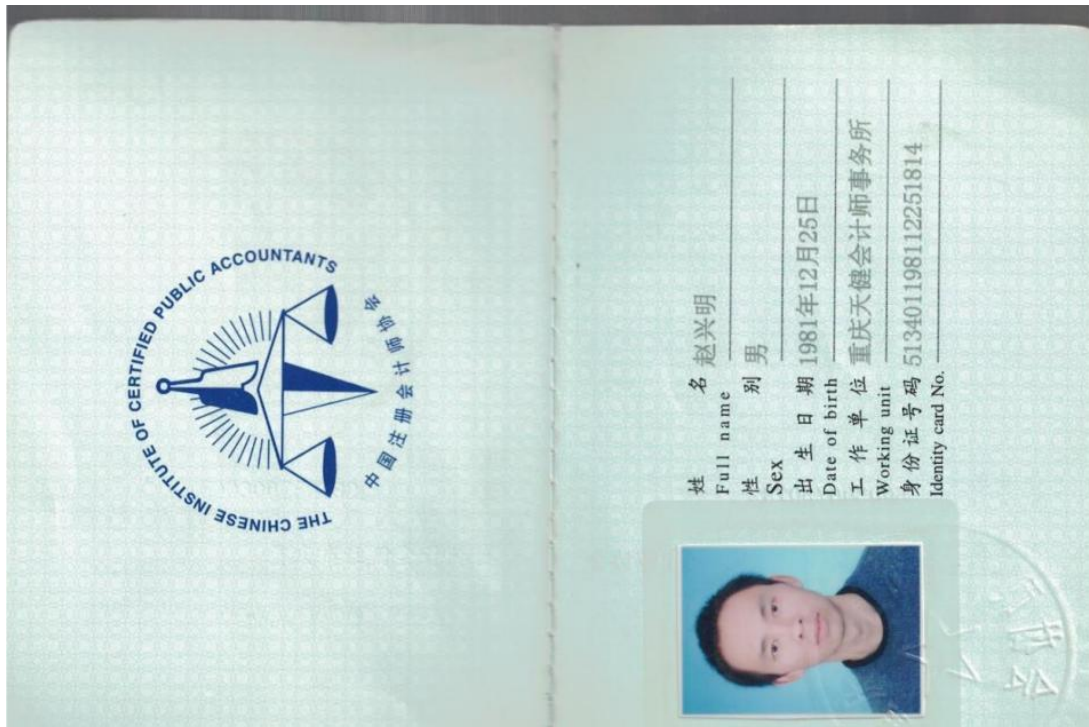 THE CHINESE INSTITUTE OF CERTIFIED PUBLIC ACCOUNTANTS
中国注册会计师协会
姓 名 赵兴明
Full name
性 别 男
Sex
出 生 日 期 1981年12月25日
Date of birth
工 作 单 位 重庆天健会计师事务所
Working unit
身份证号码 513401198112251814
Identity card No.